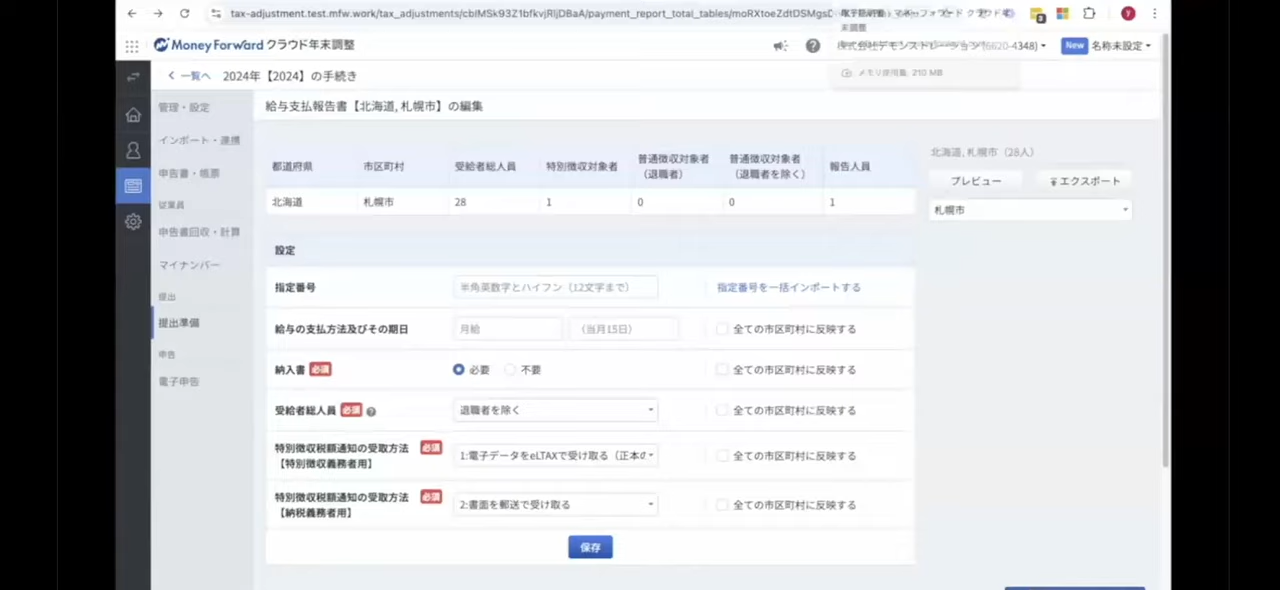 tax-adjustment.test.mfw.work/tax_adjustments/cbIMSk93Z1bfkvjRIjDBaA/payment_report_total_tables/moRXtoeZdtDSMgsD
メモリ使用量: 210 MB
Money Forward クラウド年末調整
(6620-4348)
New
名称未設定
一覧へ
2024年【2024】の手続き
管理・設定
インポート・連携
申告書・帳票
従業員
申告書回収・計算
マイナンバー
提出
提出準備
申告
電子申告
給与支払報告書【北海道, 札幌市】の編集
都道府県
市区町村
受給者総人員
特別徴収対象者
普通徴収対象者
（退職者）
普通徴収対象者
（退職者を除く）
報告人員
北海道
札幌市
28
1
0
0
1
北海道, 札幌市（28人）
プレビュー
エクスポート
札幌市
設定
指定番号
半角英数字とハイフン（12文字まで）
指定番号を一括インポートする
給与の支払方法及びその期日
月給
（当月15日）
全ての市区町村に反映する
納入書 必須
必要
不要
全ての市区町村に反映する
受給者総人員 必須
退職者を除く
全ての市区町村に反映する
特別徴収税額通知の受取方法 必須
【特別徴収義務者用】
1:電子データをeLTAXで受け取る（正本の
全ての市区町村に反映する
特別徴収税額通知の受取方法 必須
【納税義務者用】
2:書面を郵送で受け取る
全ての市区町村に反映する
保存